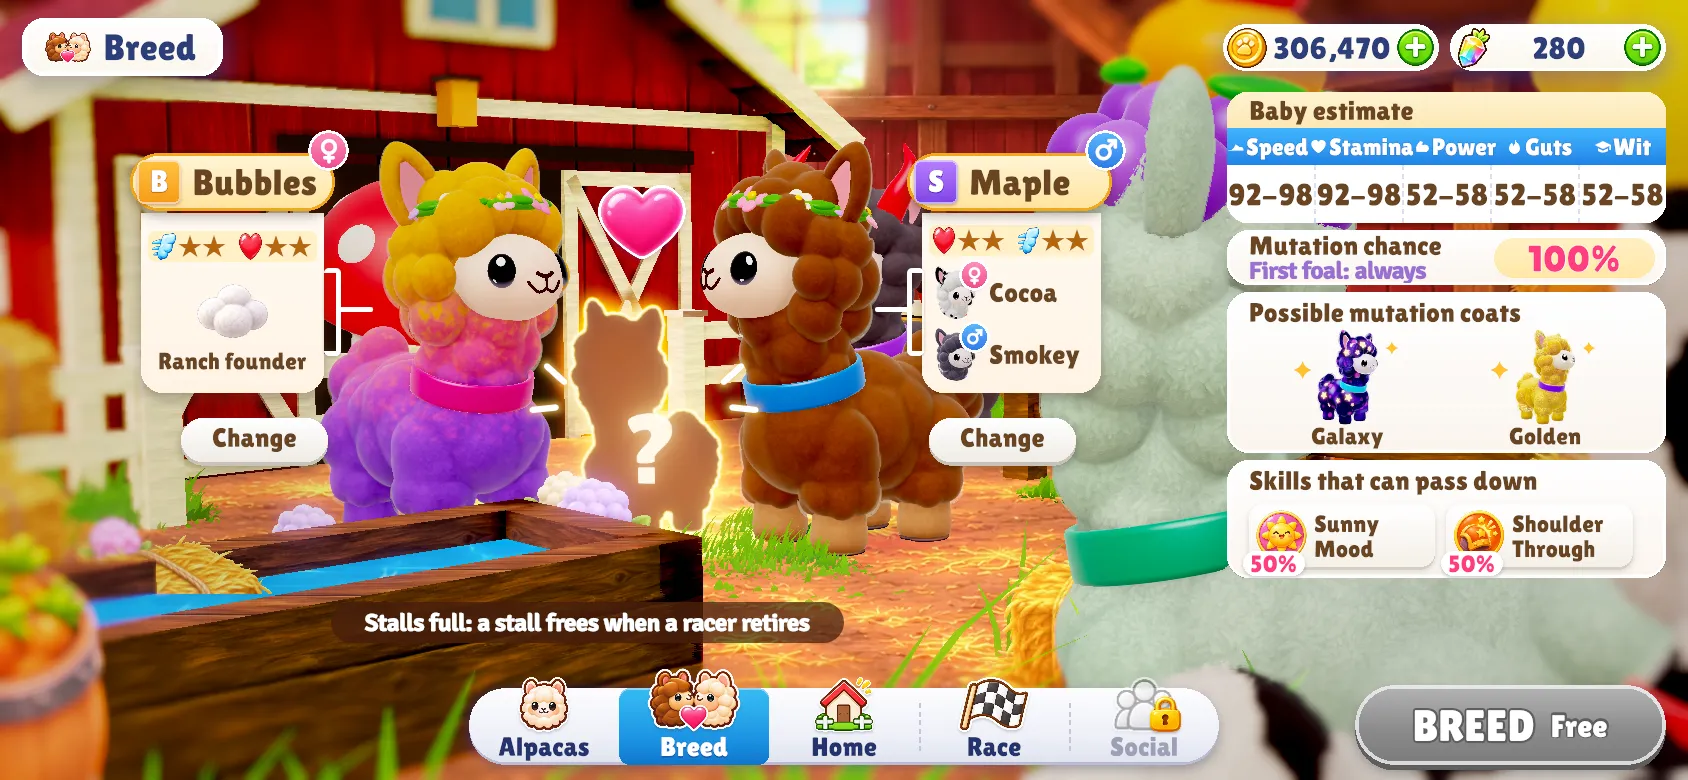 Breed
306,470
280
B
Bubbles
Ranch founder
Change
S
Maple
Cocoa
Smokey
Change
?
Baby estimate
Speed Stamina Power Guts Wit
92-98 92-98 52-58 52-58 52-58
Mutation chance
First foal: always
100%
Possible mutation coats
Galaxy
Golden
Skills that can pass down
Sunny
Mood
50%
Shoulder
Through
50%
Stalls full: a stall frees when a racer retires
Alpacas
Breed
Home
Race
Social
BREED Free